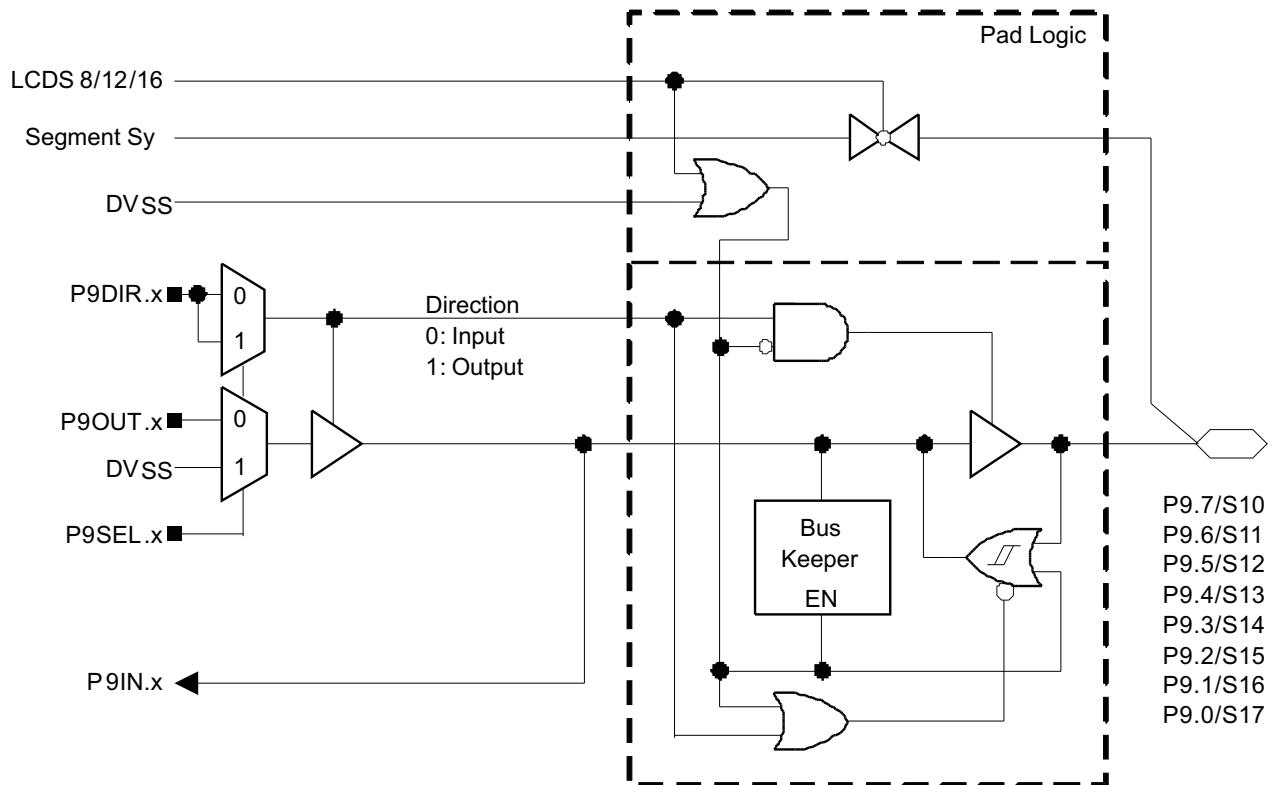 Pad Logic
LCDS 8/12/16
Segment Sy
DVSS
P9DIR.x
0
1
Direction
0: Input
1: Output
P9OUT.x
0
DVSS
1
P9SEL.x
Bus
Keeper
EN
P9IN.x
P9.7/S10
P9.6/S11
P9.5/S12
P9.4/S13
P9.3/S14
P9.2/S15
P9.1/S16
P9.0/S17